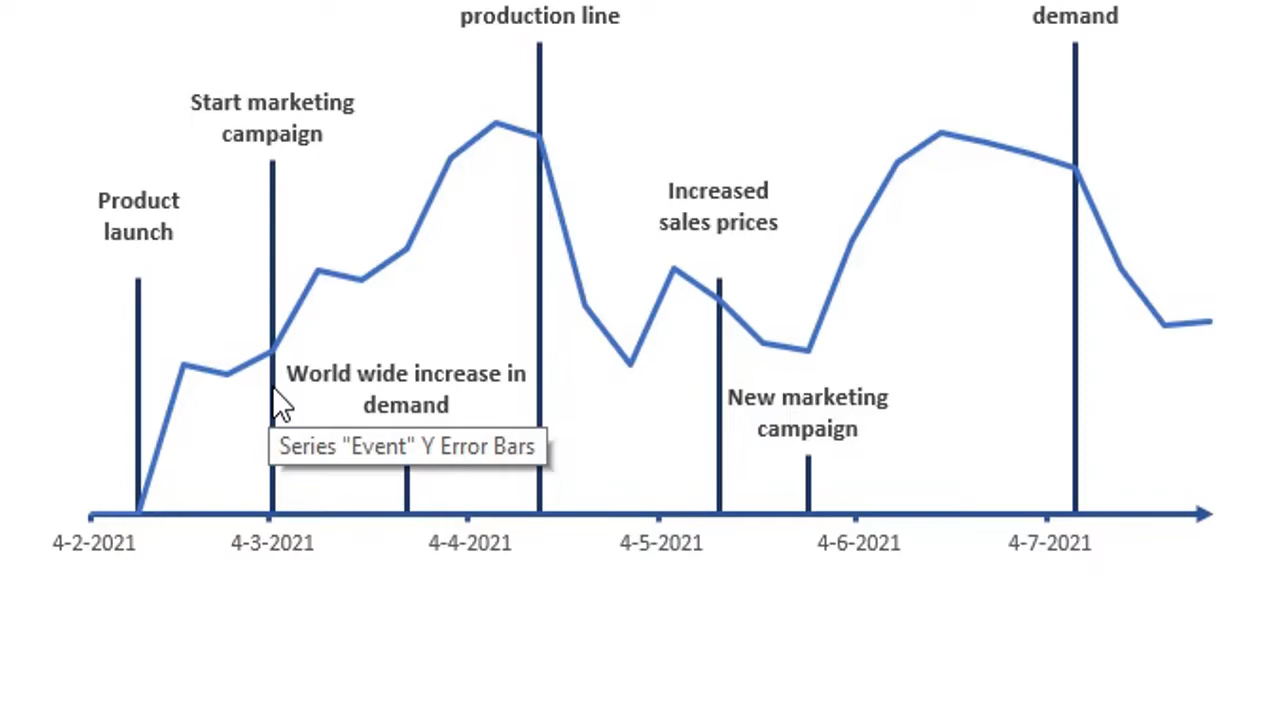 production line
demand
Start marketing
campaign
Product
launch
Increased
sales prices
World wide increase in
demand
New marketing
campaign
Series "Event" Y Error Bars
4-2-2021
4-3-2021
4-4-2021
4-5-2021
4-6-2021
4-7-2021